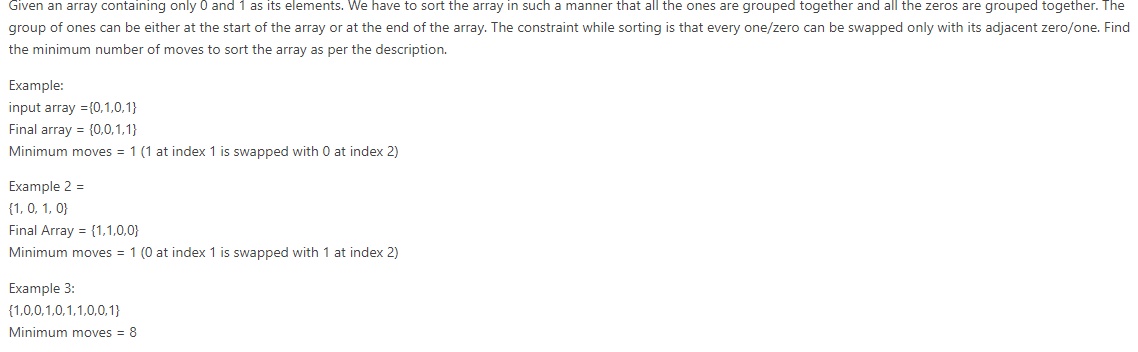 Given an array containing only 0 and 1 as its elements. We have to sort the array in such a manner that all the ones are grouped together and all the zeros are grouped together. The
group of ones can be either at the start of the array or at the end of the array. The constraint while sorting is that every one/zero can be swapped only with its adjacent zero/one. Find
the minimum number of moves to sort the array as per the description.
Example:
input array ={0,1,0,1}
Final array = {0,0,1,1}
Minimum moves = 1 (1 at index 1 is swapped with 0 at index 2)
Example 2 =
{1, 0, 1, 0}
Final Array = {1,1,0,0}
Minimum moves = 1 (0 at index 1 is swapped with 1 at index 2)
Example 3:
{1,0,0,1,0,1,1,0,0,1}
Minimum moves = 8